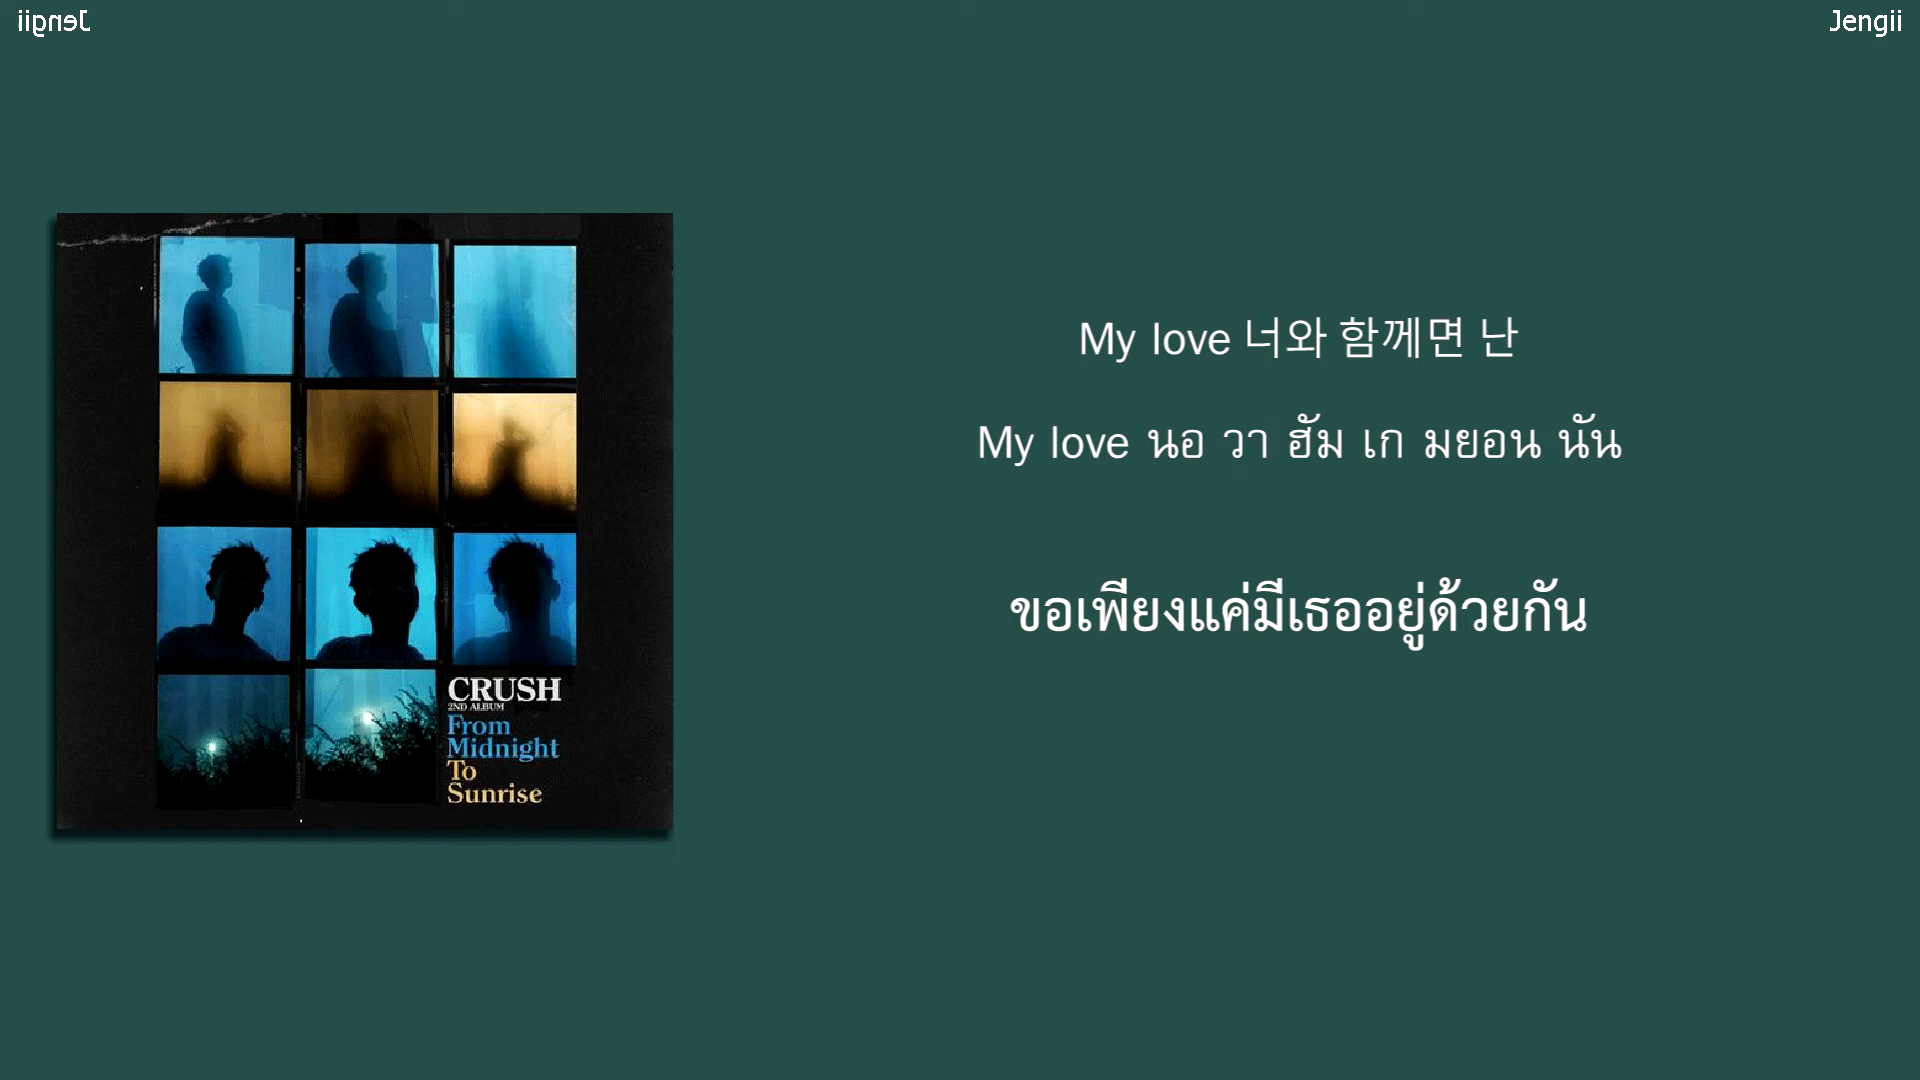 Jengii
Jengii
My love 너와 함께면 난
My love นอ วา ฮัม เก มยอน นัน
ขอเพียงแค่มีเธออยู่ด้วยกัน
CRUSH
2ND ALBUM
From
Midnight
To
Sunrise